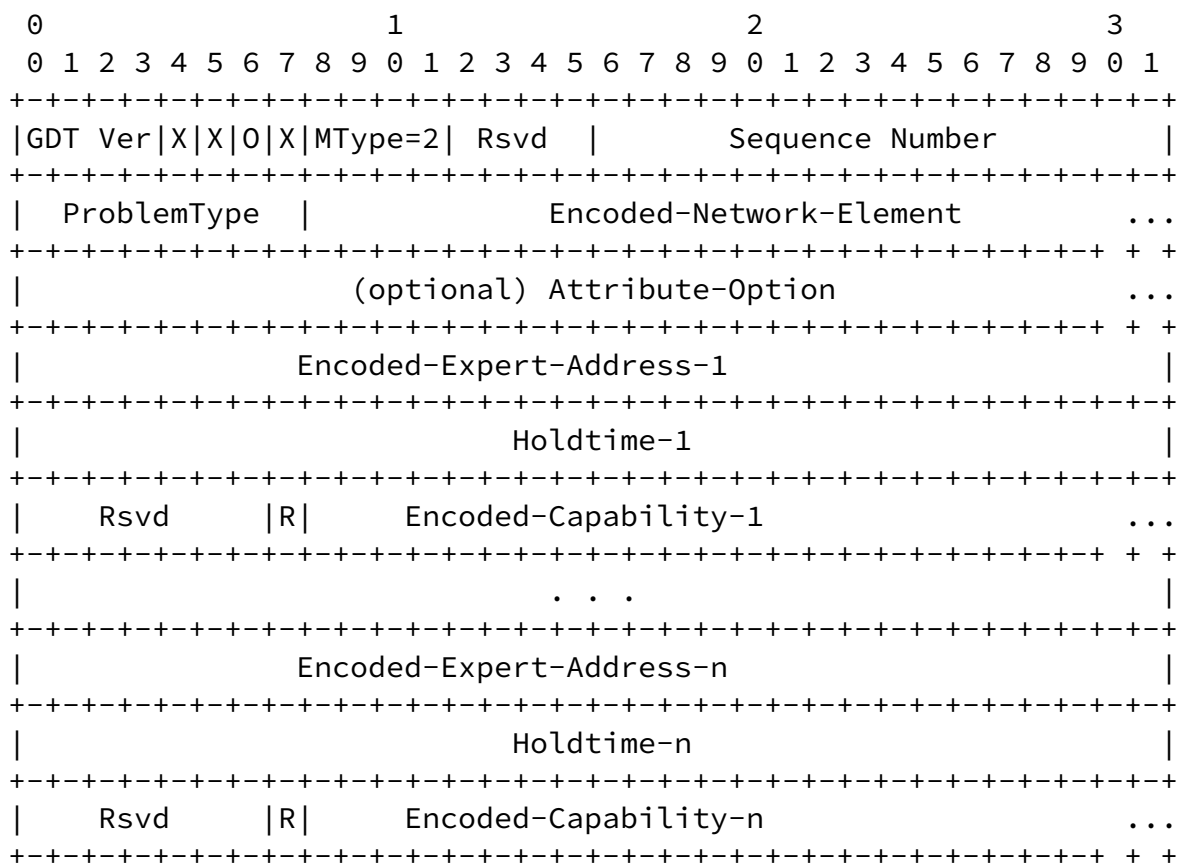 0                   1                   2                   3
 0 1 2 3 4 5 6 7 8 9 0 1 2 3 4 5 6 7 8 9 0 1 2 3 4 5 6 7 8 9 0 1
+-+-+-+-+-+-+-+-+-+-+-+-+-+-+-+-+-+-+-+-+-+-+-+-+-+-+-+-+-+-+-+-+
|GDT Ver|X|X|O|X|MType=2| Rsvd  |       Sequence Number         |
+-+-+-+-+-+-+-+-+-+-+-+-+-+-+-+-+-+-+-+-+-+-+-+-+-+-+-+-+-+-+-+-+
|  ProblemType  |             Encoded-Network-Element         ...
+-+-+-+-+-+-+-+-+-+-+-+-+-+-+-+-+-+-+-+-+-+-+-+-+-+-+-+-+-+-+ + +
|                  (optional) Attribute-Option                ...
+-+-+-+-+-+-+-+-+-+-+-+-+-+-+-+-+-+-+-+-+-+-+-+-+-+-+-+-+-+-+ + +
|               Encoded-Expert-Address-1                        |
+-+-+-+-+-+-+-+-+-+-+-+-+-+-+-+-+-+-+-+-+-+-+-+-+-+-+-+-+-+-+-+-+
|                           Holdtime-1                          |
+-+-+-+-+-+-+-+-+-+-+-+-+-+-+-+-+-+-+-+-+-+-+-+-+-+-+-+-+-+-+-+-+
|    Rsvd     |R|     Encoded-Capability-1                    ...
+-+-+-+-+-+-+-+-+-+-+-+-+-+-+-+-+-+-+-+-+-+-+-+-+-+-+-+-+-+-+ + +
|                             . . .                             |
+-+-+-+-+-+-+-+-+-+-+-+-+-+-+-+-+-+-+-+-+-+-+-+-+-+-+-+-+-+-+-+-+
|               Encoded-Expert-Address-n                        |
+-+-+-+-+-+-+-+-+-+-+-+-+-+-+-+-+-+-+-+-+-+-+-+-+-+-+-+-+-+-+-+-+
|                           Holdtime-n                          |
+-+-+-+-+-+-+-+-+-+-+-+-+-+-+-+-+-+-+-+-+-+-+-+-+-+-+-+-+-+-+-+-+
|    Rsvd     |R|     Encoded-Capability-n                    ...
+-+-+-+-+-+-+-+-+-+-+-+-+-+-+-+-+-+-+-+-+-+-+-+-+-+-+-+-+-+-+ + +